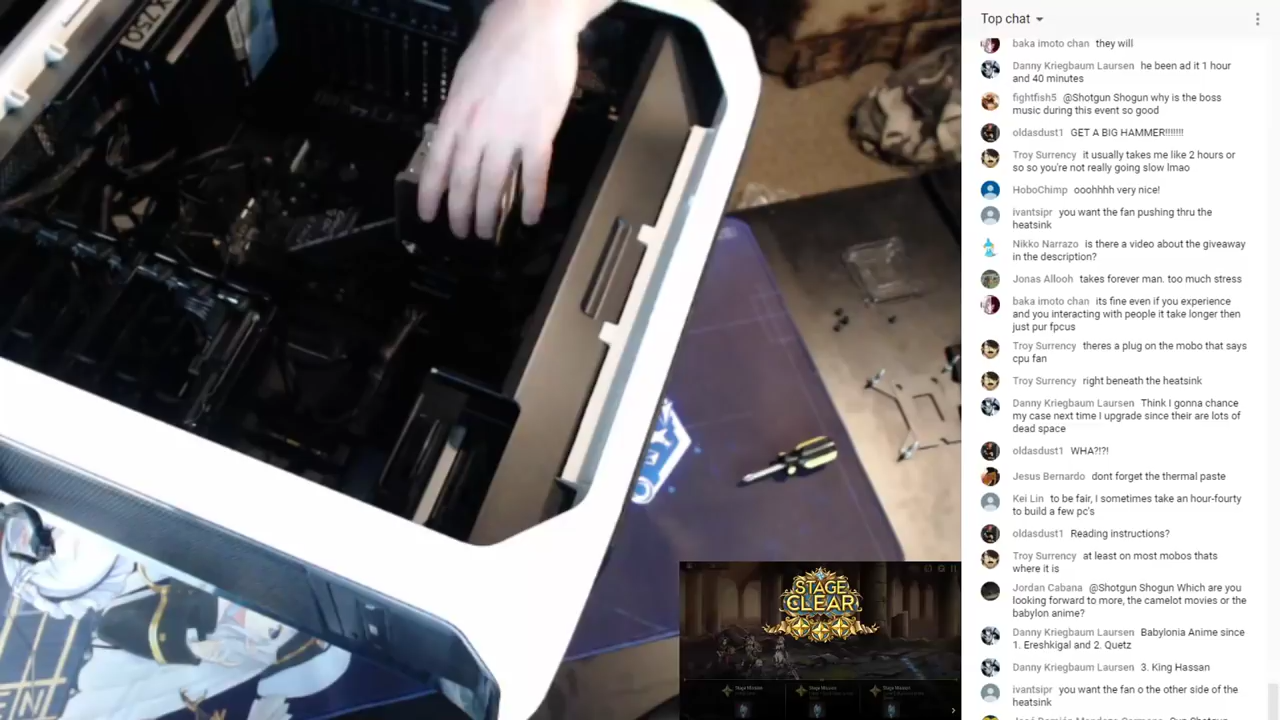 X 750
STAGE
CLEAR
Stage Mission
Stage Mission
Stage Mission
Top chat
baka imoto chan they will
Danny Kriegbaum Laursen he been ad it 1 hour
and 40 minutes
fightfish5 @Shotgun Shogun why is the boss
music during this event so good
oldasdust1 GET A BIG HAMMER!!!!!!!
Troy Surrency it usually takes me like 2 hours or
so so you're not really going slow lmao
HoboChimp ooohhhh very nice!
ivantsipr you want the fan pushing thru the
heatsink
Nikko Narrazo is there a video about the giveaway
in the description?
Jonas Allooh takes forever man. too much stress
baka imoto chan its fine even if you experience
and you interacting with people it take longer then
just pur fpcus
Troy Surrency theres a plug on the mobo that says
cpu fan
Troy Surrency right beneath the heatsink
Danny Kriegbaum Laursen Think I gonna chance
my case next time I upgrade since their are lots of
dead space
oldasdust1 WHA?!?!
Jesus Bernardo dont forget the thermal paste
Kei Lin to be fair, I sometimes take an hour-fourty
to build a few pc's
oldasdust1 Reading instructions?
Troy Surrency at least on most mobos thats
where it is
Jordan Cabana @Shotgun Shogun Which are you
looking forward to more, the camelot movies or the
babylon anime?
Danny Kriegbaum Laursen Babylonia Anime since
1. Ereshkigal and 2. Quetz
Danny Kriegbaum Laursen 3. King Hassan
ivantsipr you want the fan o the other side of the
heatsink